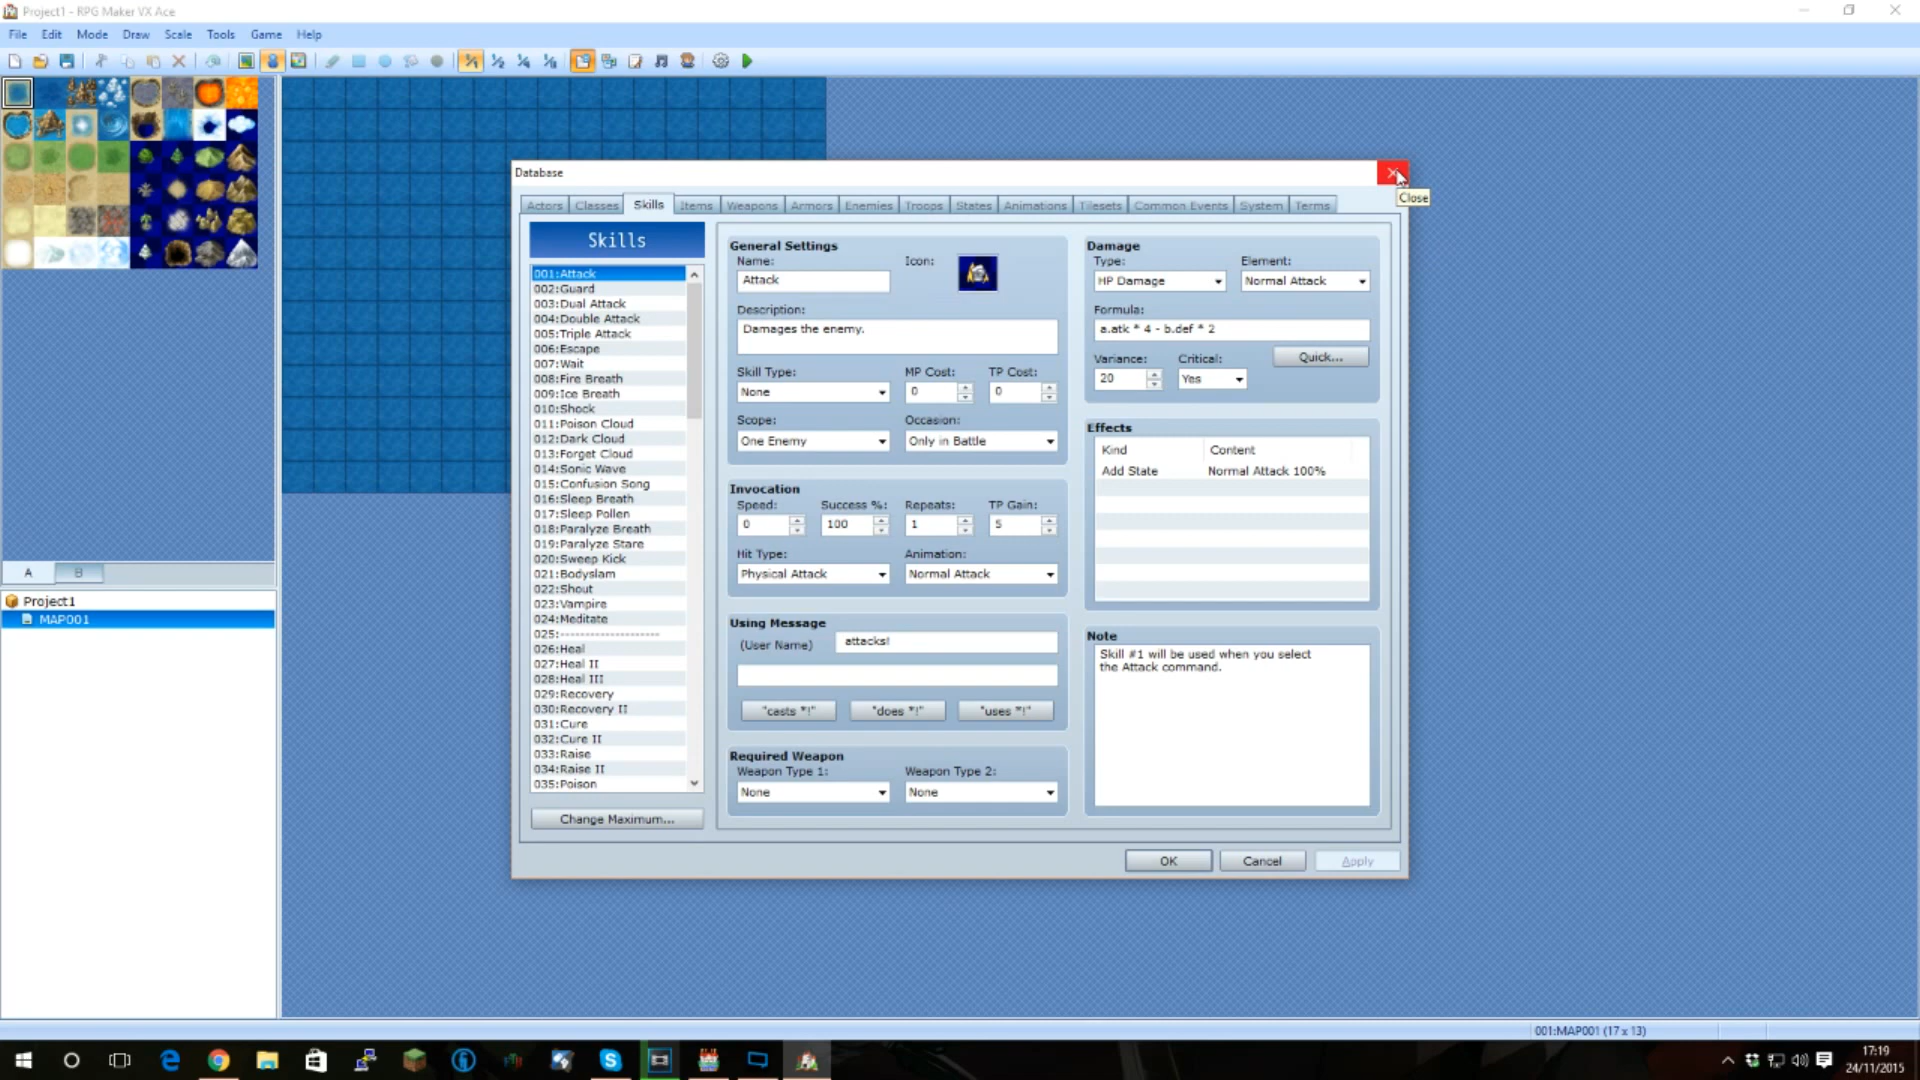 Project1 - RPG Maker VX Ace
File Edit Mode Draw Scale Tools Game Help
1/1 1/2 1/4 1/8
Database
Close
Actors Classes Skills Items Weapons Armors Enemies Troops States Animations Tilesets Common Events System Terms
Skills
001:Attack
002:Guard
003:Dual Attack
004:Double Attack
005:Triple Attack
006:Escape
007:Wait
008:Fire Breath
009:Ice Breath
010:Shock
011:Poison Cloud
012:Dark Cloud
013:Forget Cloud
014:Sonic Wave
015:Confusion Song
016:Sleep Breath
017:Sleep Pollen
018:Paralyze Breath
019:Paralyze Stare
020:Sweep Kick
021:Bodyslam
022:Shout
023:Vampire
024:Meditate
025:--------------------
026:Heal
027:Heal II
028:Heal III
029:Recovery
030:Recovery II
031:Cure
032:Cure II
033:Raise
034:Raise II
035:Poison
Change Maximum...
General Settings
Name: Icon:
Attack
Description:
Damages the enemy.
Skill Type: MP Cost: TP Cost:
None 0 0
Scope: Occasion:
One Enemy Only in Battle
Invocation
Speed: Success %: Repeats: TP Gain:
0 100 1 5
Hit Type: Animation:
Physical Attack Normal Attack
Using Message
(User Name) attacks!
"casts *!" "does *!" "uses *!"
Required Weapon
Weapon Type 1: Weapon Type 2:
None None
Damage
Type: Element:
HP Damage Normal Attack
Formula:
a.atk * 4 - b.def * 2
Variance: Critical: Quick...
20 Yes
Effects
Kind Content
Add State Normal Attack 100%
Note
Skill #1 will be used when you select
the Attack command.
OK Cancel Apply
A B
Project1
MAP001
001:MAP001 (17 x 13)
17:19
24/11/2015